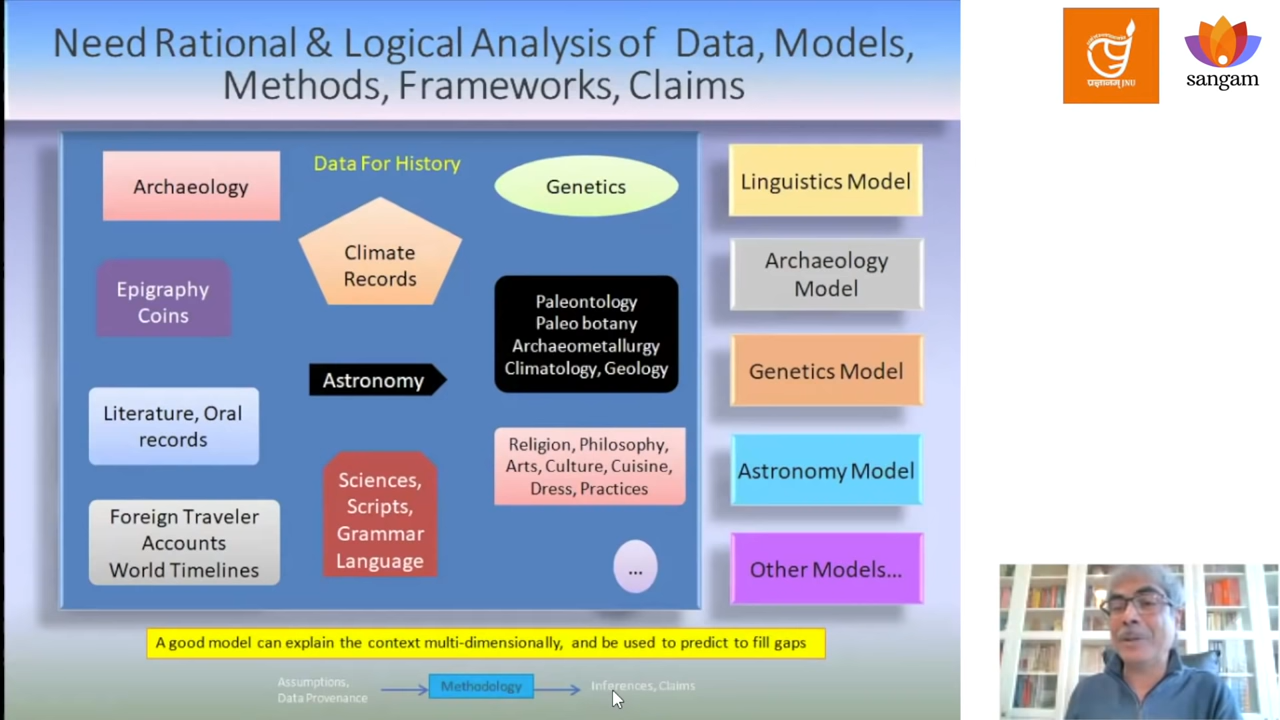 Need Rational & Logical Analysis of Data, Models,
Methods, Frameworks, Claims
Data For History
Archaeology
Genetics
Climate
Records
Epigraphy
Coins
Paleontology
Paleo botany
Archaeometallurgy
Climatology, Geology
Astronomy
Literature, Oral
records
Religion, Philosophy,
Arts, Culture, Cuisine,
Dress, Practices
Sciences,
Scripts,
Grammar
Language
Foreign Traveler
Accounts
World Timelines
...
Linguistics Model
Archaeology
Model
Genetics Model
Astronomy Model
Other Models...
A good model can explain the context multi-dimensionally, and be used to predict to fill gaps
Assumptions,
Data Provenance
Methodology
Inferences, Claims
प्रज्ञानम् JNU
sangam